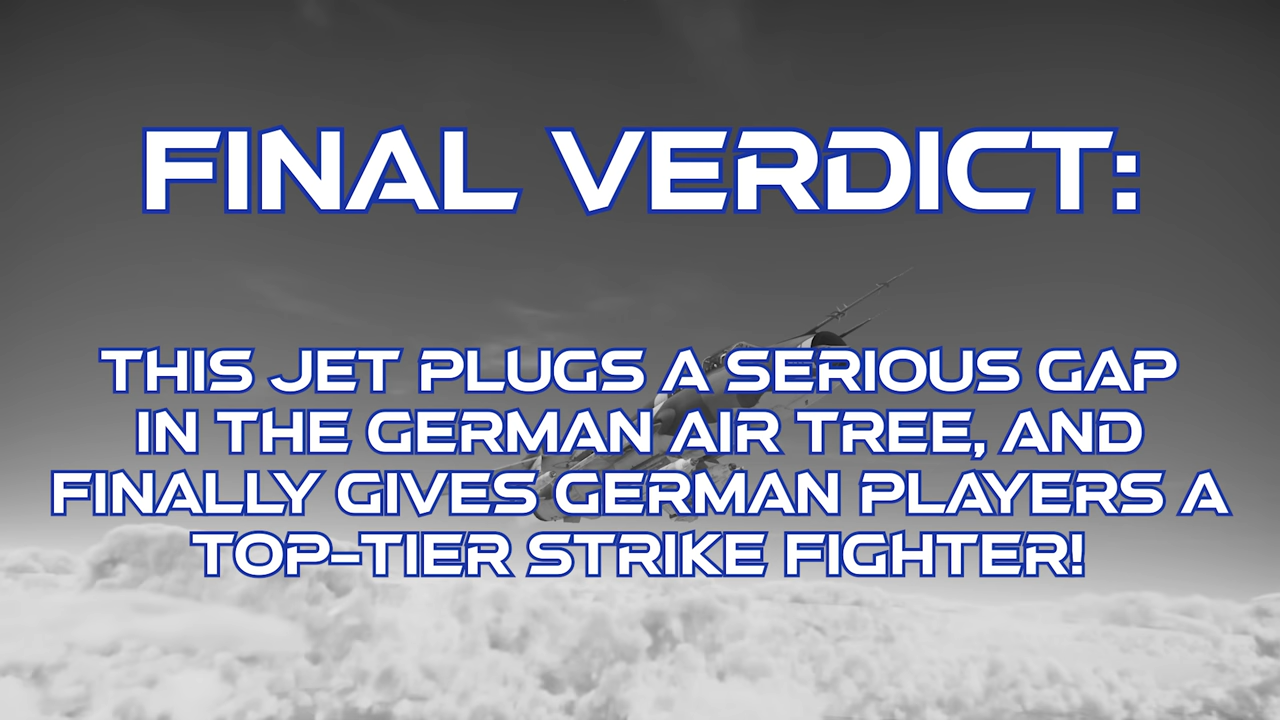 FINAL VERDICT:
THIS JET PLUGS A SERIOUS GAP
IN THE GERMAN AIR TREE, AND
FINALLY GIVES GERMAN PLAYERS A
TOP-TIER STRIKE FIGHTER!